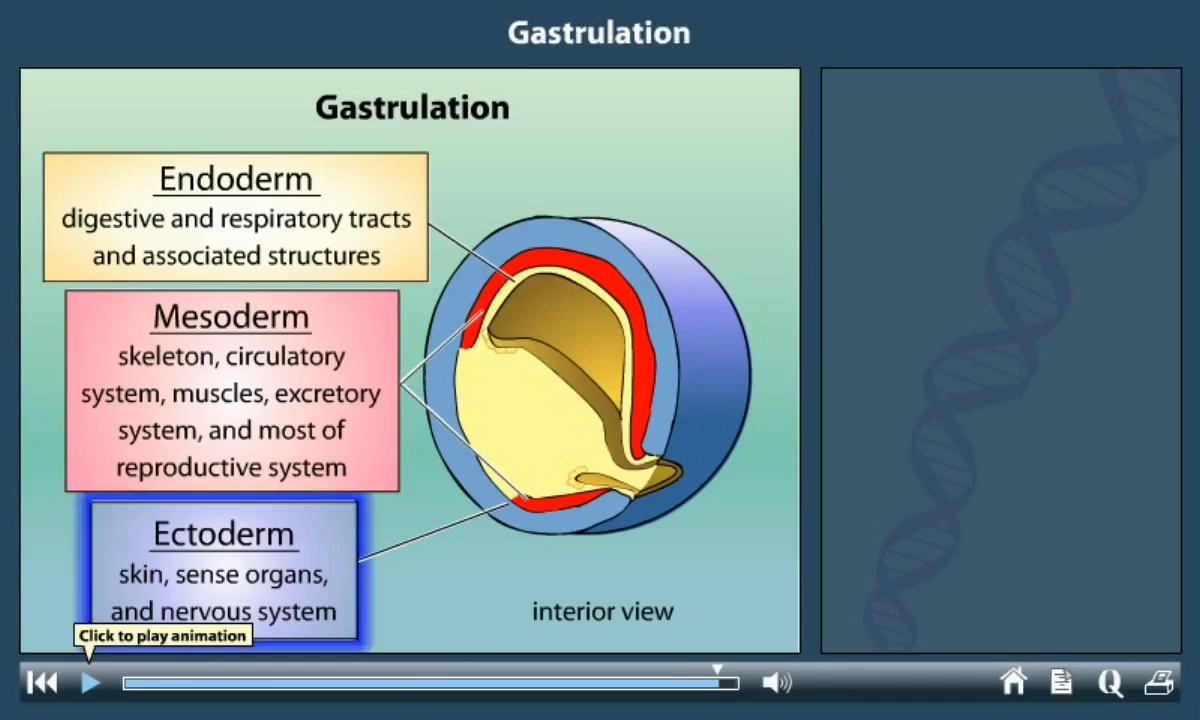 Gastrulation
Gastrulation
Endoderm
digestive and respiratory tracts
and associated structures
Mesoderm
skeleton, circulatory
system, muscles, excretory
system, and most of
reproductive system
Ectoderm
skin, sense organs,
and nervous system
interior view
Click to play animation
Q